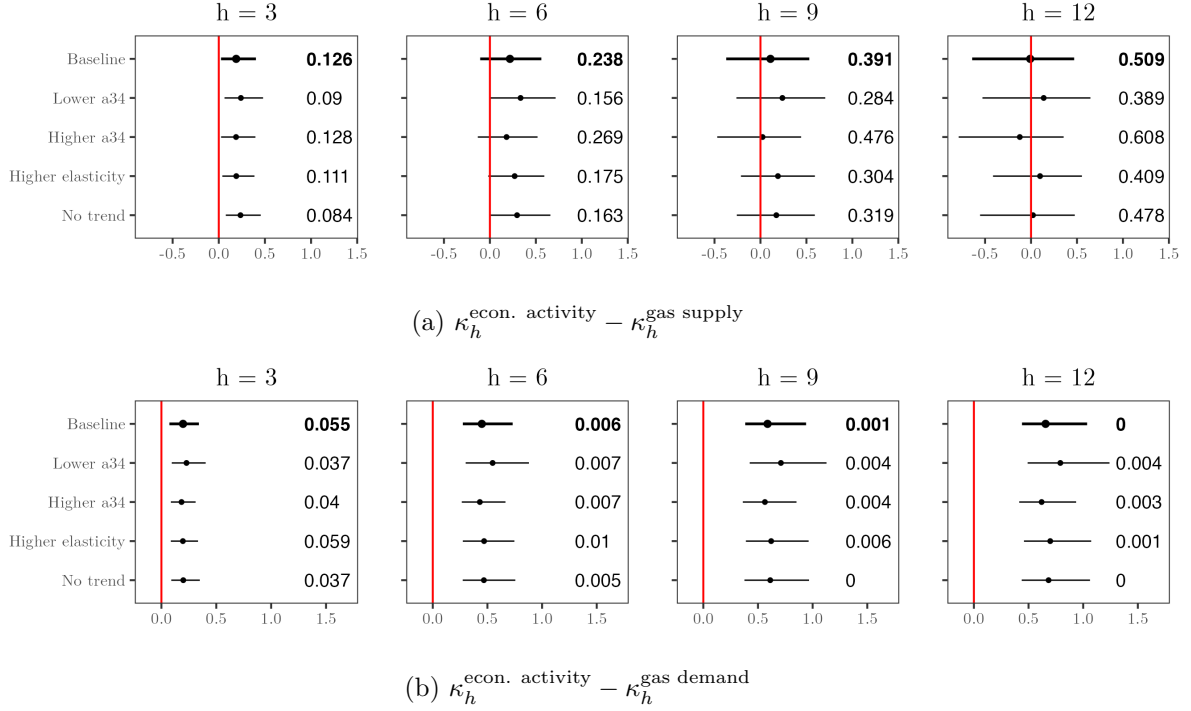 h = 3 h = 6 h = 9 h = 12
Baseline 0.126 0.238 0.391 0.509
Lower a34 0.09 0.156 0.284 0.389
Higher a34 0.128 0.269 0.476 0.608
Higher elasticity 0.111 0.175 0.304 0.409
No trend 0.084 0.163 0.319 0.478
-0.5 0.0 0.5 1.0 1.5 -0.5 0.0 0.5 1.0 1.5 -0.5 0.0 0.5 1.0 1.5 -0.5 0.0 0.5 1.0 1.5
(a) κ_h^{econ. activity} − κ_h^{gas supply}
h = 3 h = 6 h = 9 h = 12
Baseline 0.055 0.006 0.001 0
Lower a34 0.037 0.007 0.004 0.004
Higher a34 0.04 0.007 0.004 0.003
Higher elasticity 0.059 0.01 0.006 0.001
No trend 0.037 0.005 0 0
0.0 0.5 1.0 1.5 0.0 0.5 1.0 1.5 0.0 0.5 1.0 1.5 0.0 0.5 1.0 1.5
(b) κ_h^{econ. activity} − κ_h^{gas demand}